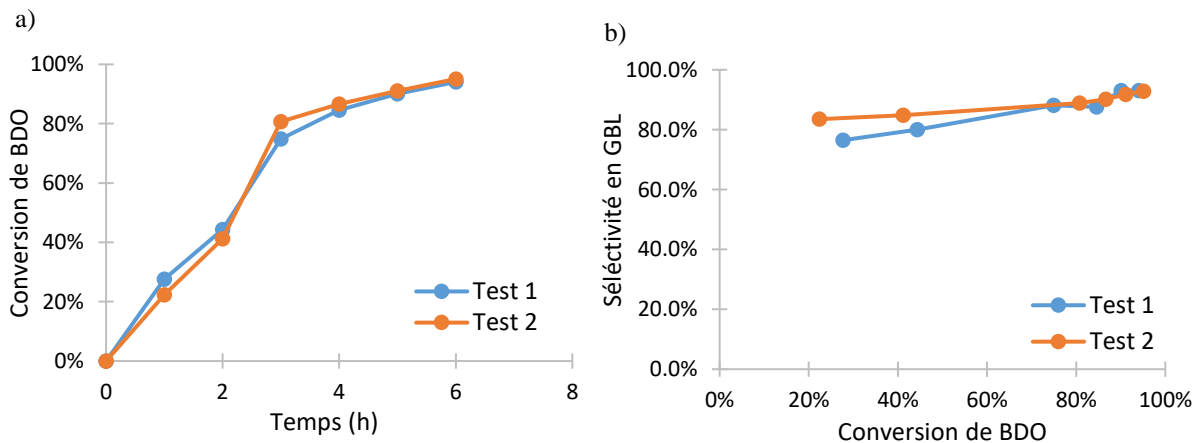 a)
100%
80%
60%
40%
20%
0%
0
2
4
6
8
Conversion de BDO
Temps (h)
Test 1
Test 2
b)
100.0%
80.0%
60.0%
40.0%
20.0%
0.0%
0%
20%
40%
60%
80%
100%
Séléctivité en GBL
Conversion de BDO
Test 1
Test 2